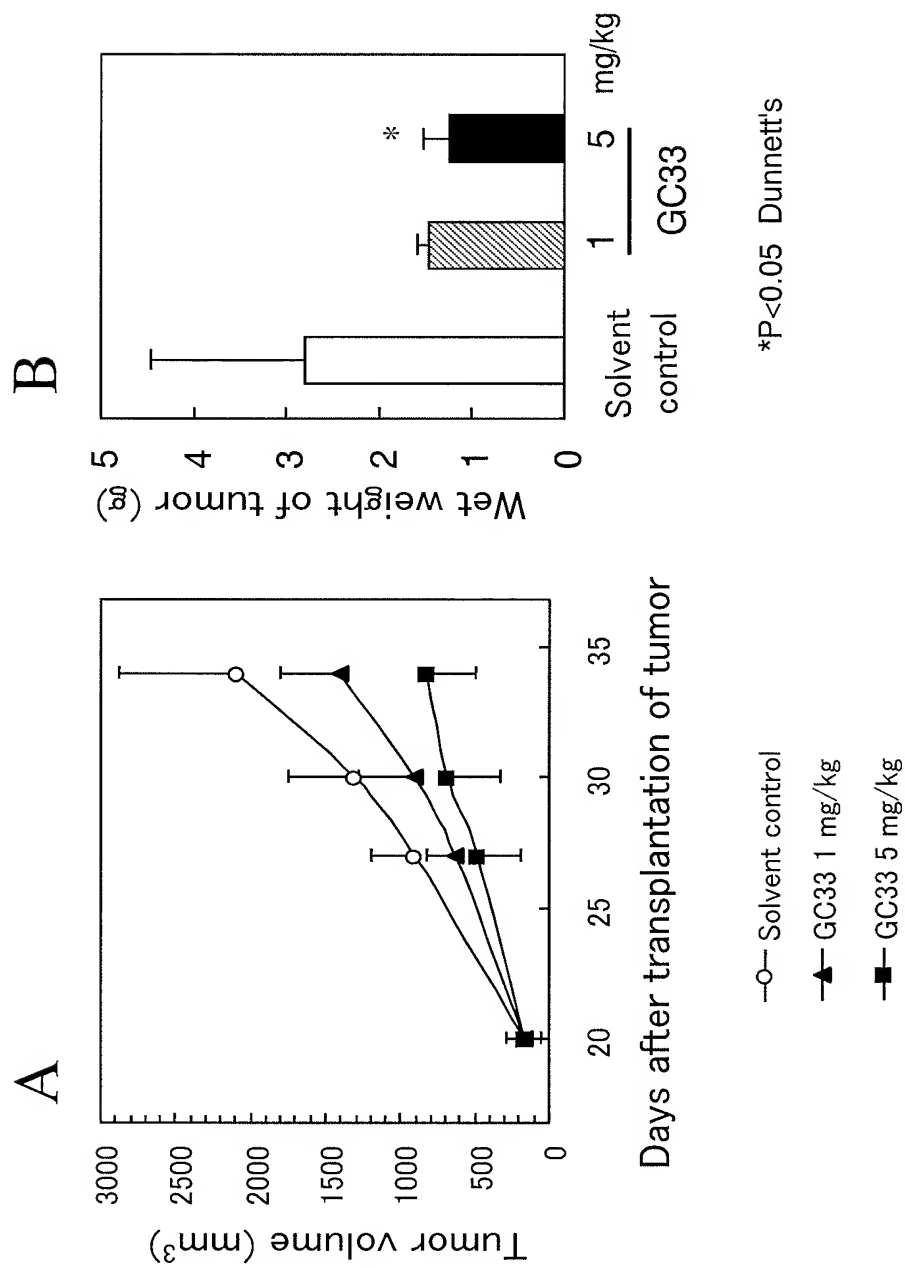 A
Tumor volume (mm³)
3000
2500
2000
1500
1000
500
0
20
25
30
35
Days after transplantation of tumor
Solvent control
GC33 1 mg/kg
GC33 5 mg/kg
B
Wet weight of tumor (g)
5
4
3
2
1
0
*
Solvent
control
1
5
mg/kg
GC33
*P<0.05 Dunnett's